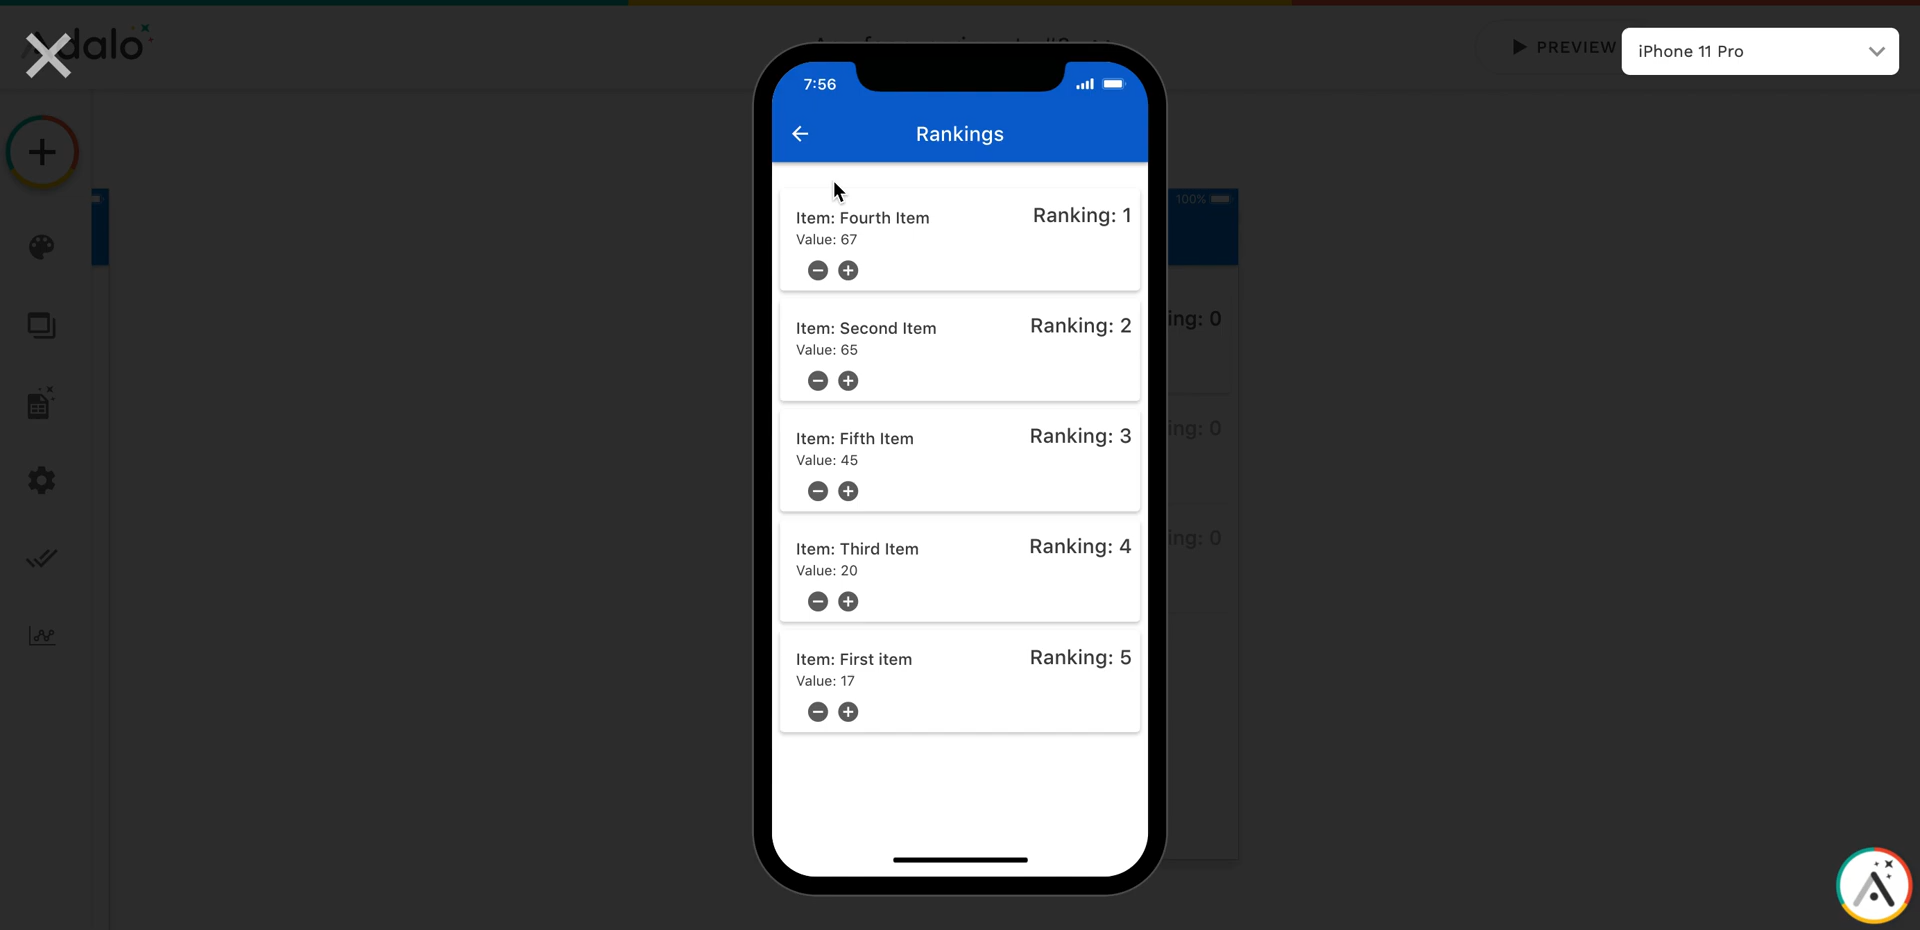 dalo
PREVIEW
iPhone 11 Pro
7:56
Rankings
100%
Item: Fourth Item
Ranking: 1
Value: 67
Item: Second Item
Ranking: 2
Value: 65
ing: 0
Item: Fifth Item
Ranking: 3
Value: 45
ing: 0
Item: Third Item
Ranking: 4
Value: 20
ing: 0
Item: First item
Ranking: 5
Value: 17